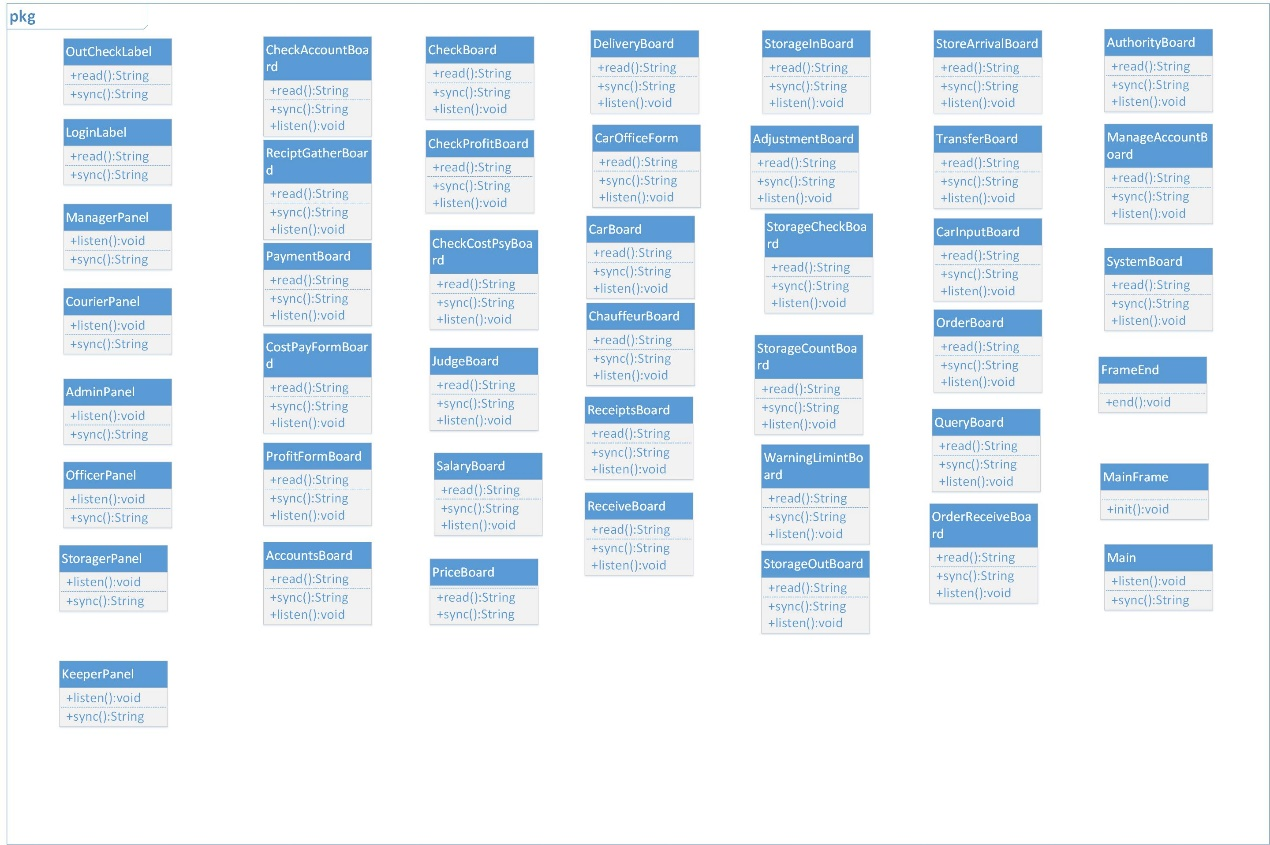 pkg
OutCheckLabel
+read():String
+sync():String
LoginLabel
+read():String
+sync():String
ManagerPanel
+listen():void
+sync():String
CourierPanel
+listen():void
+sync():String
AdminPanel
+listen():void
+sync():String
OfficerPanel
+listen():void
+sync():String
StoragerPanel
+listen():void
+sync():String
KeeperPanel
+listen():void
+sync():String
CheckAccountBoa
rd
+read():String
+sync():String
+listen():void
ReciptGatherBoar
d
+read():String
+sync():String
+listen():void
PaymentBoard
+read():String
+sync():String
+listen():void
CostPayFormBoar
d
+read():String
+sync():String
+listen():void
ProfitFormBoard
+read():String
+sync():String
+listen():void
AccountsBoard
+read():String
+sync():String
+listen():void
CheckBoard
+read():String
+sync():String
+listen():void
CheckProfitBoard
+read():String
+sync():String
+listen():void
CheckCostPsyBoa
rd
+read():String
+sync():String
+listen():void
JudgeBoard
+read():String
+sync():String
+listen():void
SalaryBoard
+read():String
+sync():String
+listen():void
PriceBoard
+read():String
+sync():String
DeliveryBoard
+read():String
+sync():String
+listen():void
CarOfficeForm
+read():String
+sync():String
+listen():void
CarBoard
+read():String
+sync():String
+listen():void
ChauffeurBoard
+read():String
+sync():String
+listen():void
ReceiptsBoard
+read():String
+sync():String
+listen():void
ReceiveBoard
+read():String
+sync():String
+listen():void
StorageInBoard
+read():String
+sync():String
+listen():void
AdjustmentBoard
+read():String
+sync():String
+listen():void
StorageCheckBoa
rd
+read():String
+sync():String
+listen():void
StorageCountBoa
rd
+read():String
+sync():String
+listen():void
WarningLimintBo
ard
+read():String
+sync():String
+listen():void
StorageOutBoard
+read():String
+sync():String
+listen():void
StoreArrivalBoard
+read():String
+sync():String
+listen():void
TransferBoard
+read():String
+sync():String
+listen():void
CarInputBoard
+read():String
+sync():String
+listen():void
OrderBoard
+read():String
+sync():String
+listen():void
QueryBoard
+read():String
+sync():String
+listen():void
OrderReceiveBoa
rd
+read():String
+sync():String
+listen():void
AuthorityBoard
+read():String
+sync():String
+listen():void
ManageAccountB
oard
+read():String
+sync():String
+listen():void
SystemBoard
+read():String
+sync():String
+listen():void
FrameEnd
+end():void
MainFrame
+init():void
Main
+listen():void
+sync():String